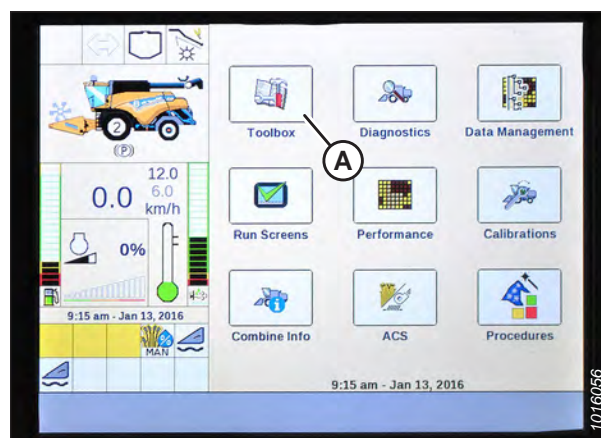 2
(P)
12.0
6.0
0.0
km/h
0%
9:15 am - Jan 13, 2016
MAN
%
Toolbox
Diagnostics
Data Management
A
Run Screens
Performance
Calibrations
Combine Info
ACS
Procedures
9:15 am - Jan 13, 2016
1016056